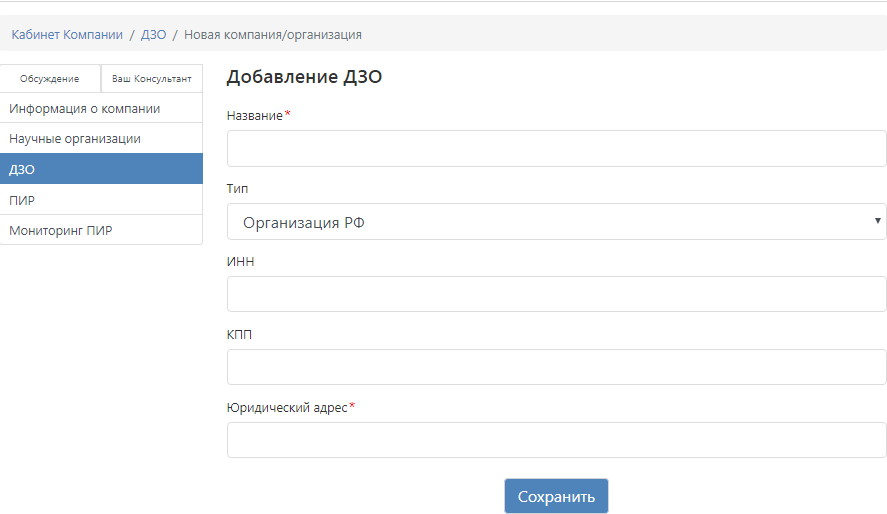 Кабинет Компании / ДЗО / Новая компания/организация
Обсуждение Ваш Консультант
Информация о компании
Научные организации
ДЗО
ПИР
Мониторинг ПИР
Добавление ДЗО
Название*
Тип
Организация РФ
ИНН
КПП
Юридический адрес*
Сохранить